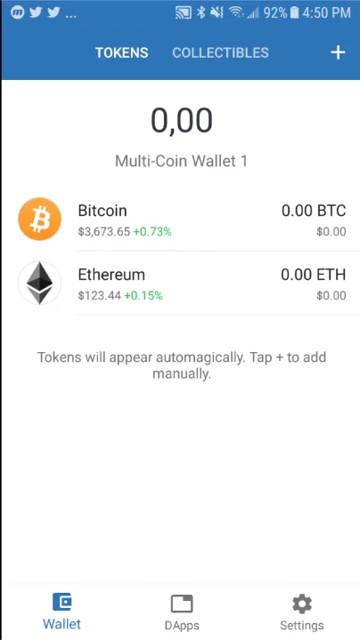 ... 92% 4:50 PM
TOKENS COLLECTIBLES +
0,00
Multi-Coin Wallet 1
Bitcoin 0.00 BTC
$3,673.65 +0.73% $0.00
Ethereum 0.00 ETH
$123.44 +0.15% $0.00
Tokens will appear automagically. Tap + to add
manually.
Wallet DApps Settings